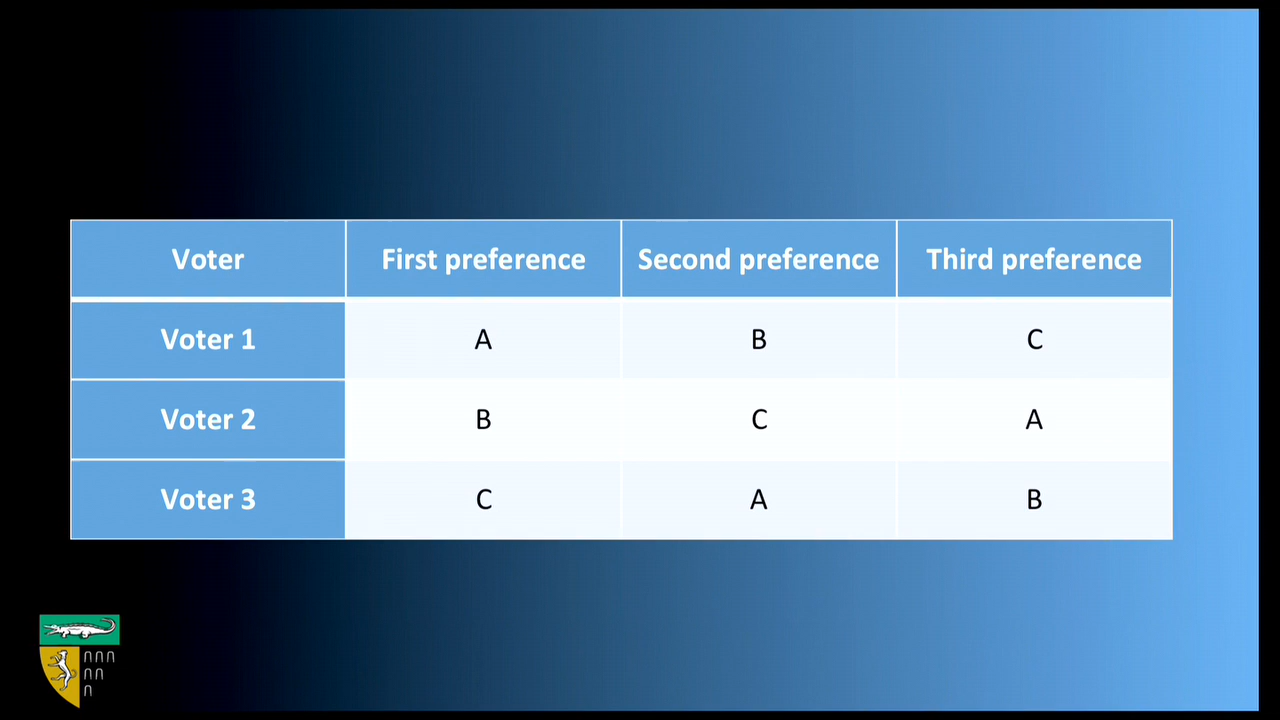 Voter First preference Second preference Third preference
Voter 1 A B C
Voter 2 B C A
Voter 3 C A B